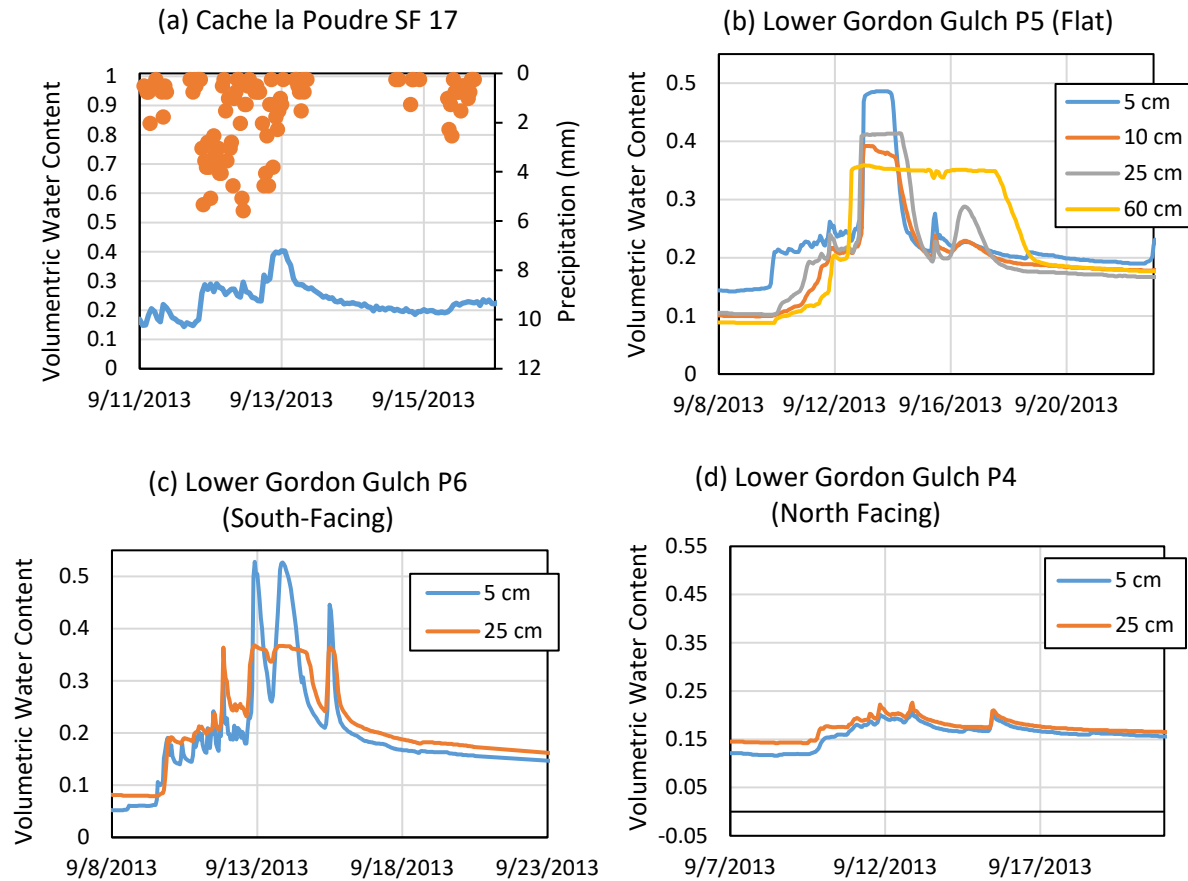 (a) Cache la Poudre SF 17
Volumentric Water Content
1
0.9
0.8
0.7
0.6
0.5
0.4
0.3
0.2
0.1
0
0
2
4
6
8
10
12
Precipitation (mm)
9/11/2013 9/13/2013 9/15/2013
(b) Lower Gordon Gulch P5 (Flat)
Volumetric Water Content
0.5
0.4
0.3
0.2
0.1
0
5 cm
10 cm
25 cm
60 cm
9/8/2013 9/12/2013 9/16/2013 9/20/2013
(c) Lower Gordon Gulch P6
(South-Facing)
Volumetric Water Content
0.5
0.4
0.3
0.2
0.1
0
5 cm
25 cm
9/8/2013 9/13/2013 9/18/2013 9/23/2013
(d) Lower Gordon Gulch P4
(North Facing)
Volumetric Water Content
0.55
0.45
0.35
0.25
0.15
0.05
-0.05
5 cm
25 cm
9/7/2013 9/12/2013 9/17/2013